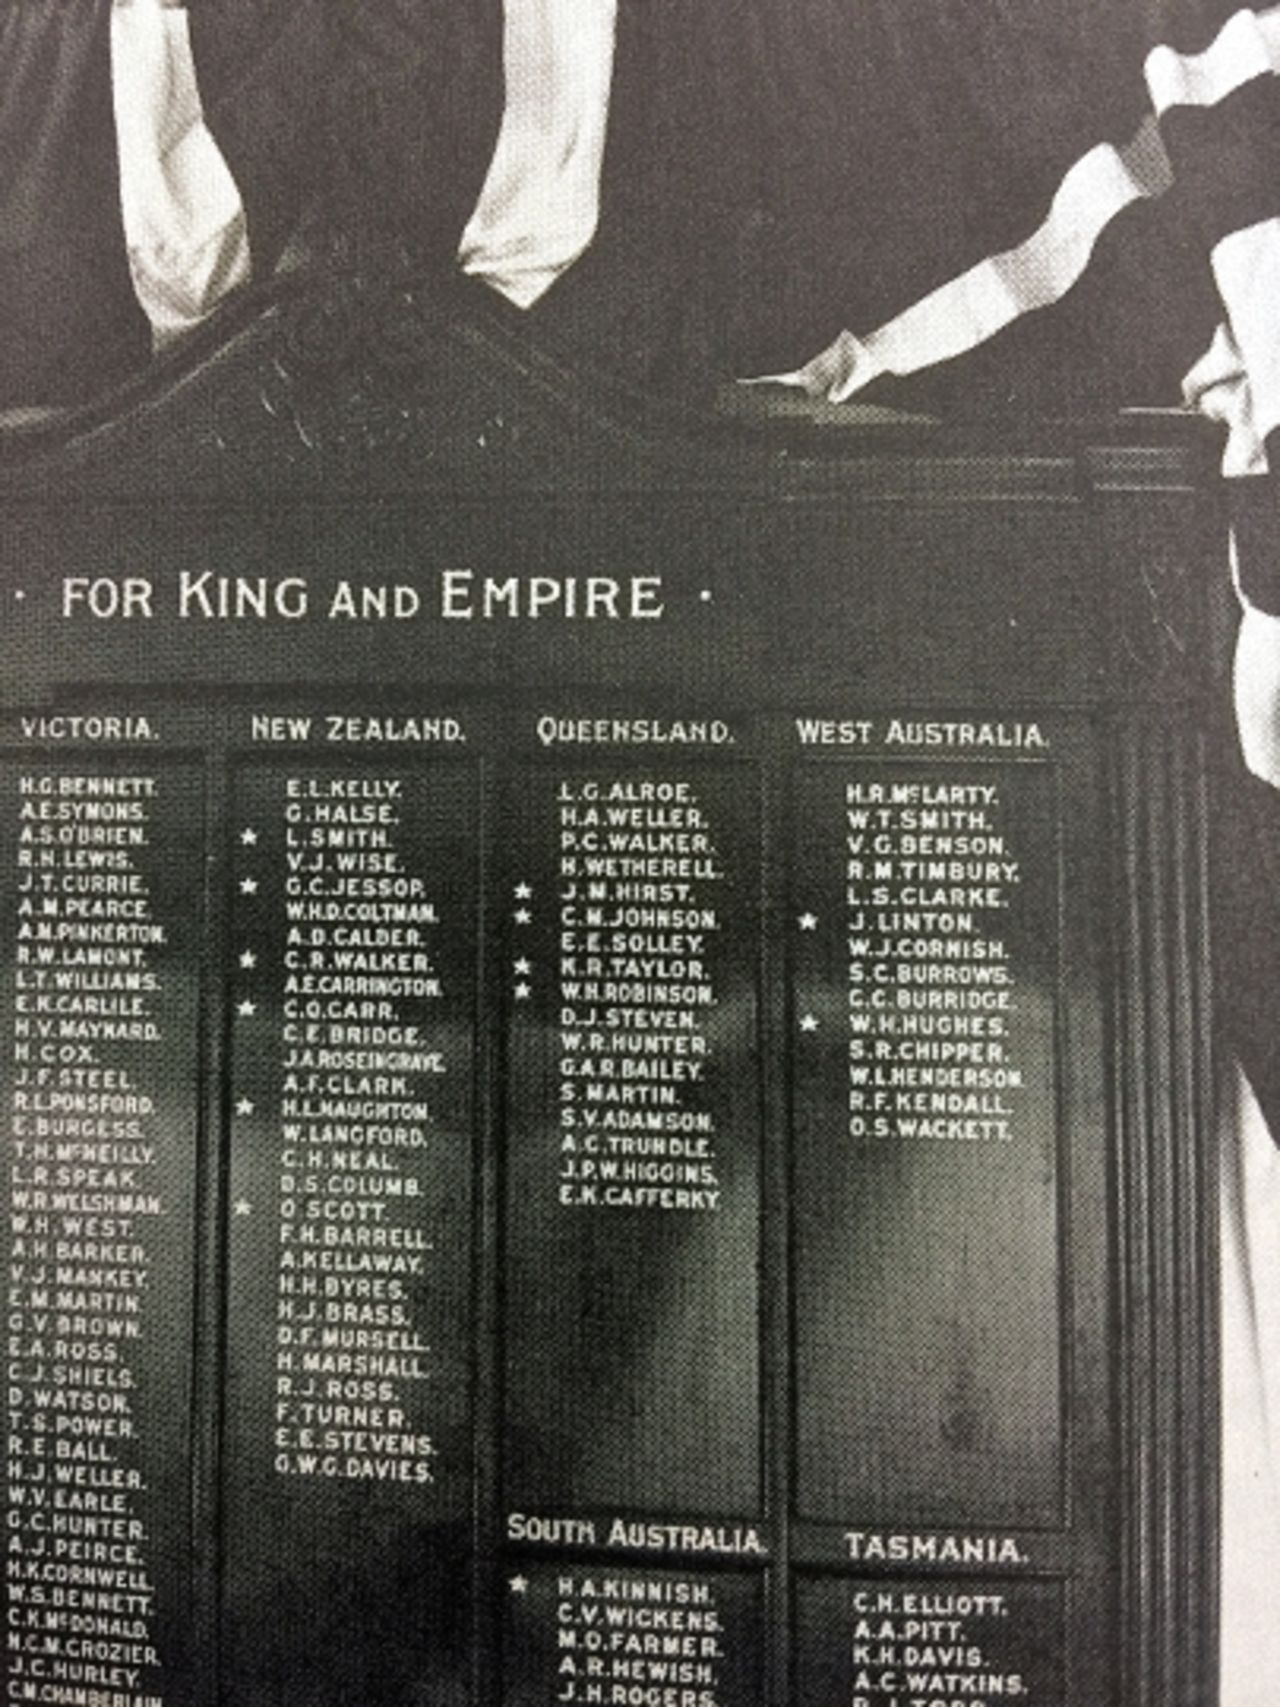 · FOR KING AND EMPIRE ·
VICTORIA.
H.G.BENNETT.
A.E.SYMONS.
A.S.O'BRIEN.
R.H.LEWIS.
J.T.CURRIE.
A.M.PEARCE.
A.M.PINKERTON.
R.W.LAMONT.
L.T.WILLIAMS.
E.K.CARLILE.
H.V.MAYNARD.
H.COX.
J.F.STEEL.
R.L.PONSFORD.
E.BURGESS.
T.H.McNEILLY.
L.R.SPEAK.
W.R.WELSHMAN.
W.H.WEST.
A.H.BARKER.
V.J.MANKEY.
E.M.MARTIN.
G.V.BROWN.
E.A.ROSS.
C.J.SHIELS.
D.WATSON.
T.S.POWER.
R.E.BALL.
H.J.WELLER.
W.V.EARLE.
G.C.HUNTER.
A.J.PEIRCE.
H.K.CORNWELL.
W.S.BENNETT.
C.K.McDONALD.
N.C.M.CROZIER.
J.C.HURLEY.
C.M.CHAMBERLAIN
NEW ZEALAND.
E.L.KELLY.
G.HALSE.
★ L.SMITH.
V.J.WISE.
★ G.C.JESSOP.
W.H.D.COLTMAN.
A.D.CALDER.
★ C.R.WALKER.
A.E.CARRINGTON.
★ C.O.CARR.
C.E.BRIDGE.
J.A.ROSEINGRAVE.
A.F.CLARK.
★ H.L.NAUGHTON.
W.LANGFORD.
C.H.NEAL.
D.S.COLUMB.
★ O.SCOTT.
F.H.BARRELL.
A.KELLAWAY.
H.H.BYRES.
H.J.BRASS.
D.F.MURSELL.
H.MARSHALL.
R.J.ROSS.
F.TURNER.
E.E.STEVENS.
G.W.G.DAVIES.
QUEENSLAND.
L.G.ALROE.
H.A.WELLER.
P.C.WALKER.
H.WETHERELL.
★ J.M.HIRST.
★ C.M.JOHNSON.
E.E.SOLLEY.
★ K.R.TAYLOR.
★ W.H.ROBINSON.
D.J.STEVEN.
W.R.HUNTER.
G.A.R.BAILEY.
S.MARTIN.
S.V.ADAMSON.
A.C.TRUNDLE.
J.P.W.HIGGINS.
E.K.CAFFERKY.
WEST AUSTRALIA.
H.R.McLARTY.
W.T.SMITH.
V.G.BENSON.
R.M.TIMBURY.
L.S.CLARKE.
★ J.LINTON.
W.J.CORNISH.
S.C.BURROWS.
C.C.BURRIDGE.
★ W.H.HUGHES.
S.R.CHIPPER.
W.L.HENDERSON.
R.F.KENDALL.
O.S.WACKETT.
SOUTH AUSTRALIA.
★ H.A.KINNISH.
C.V.WICKENS.
M.O.FARMER.
A.R.HEWISH.
J.H.ROGERS.
TASMANIA.
C.H.ELLIOTT.
A.A.PITT.
K.H.DAVIS.
A.C.WATKINS.